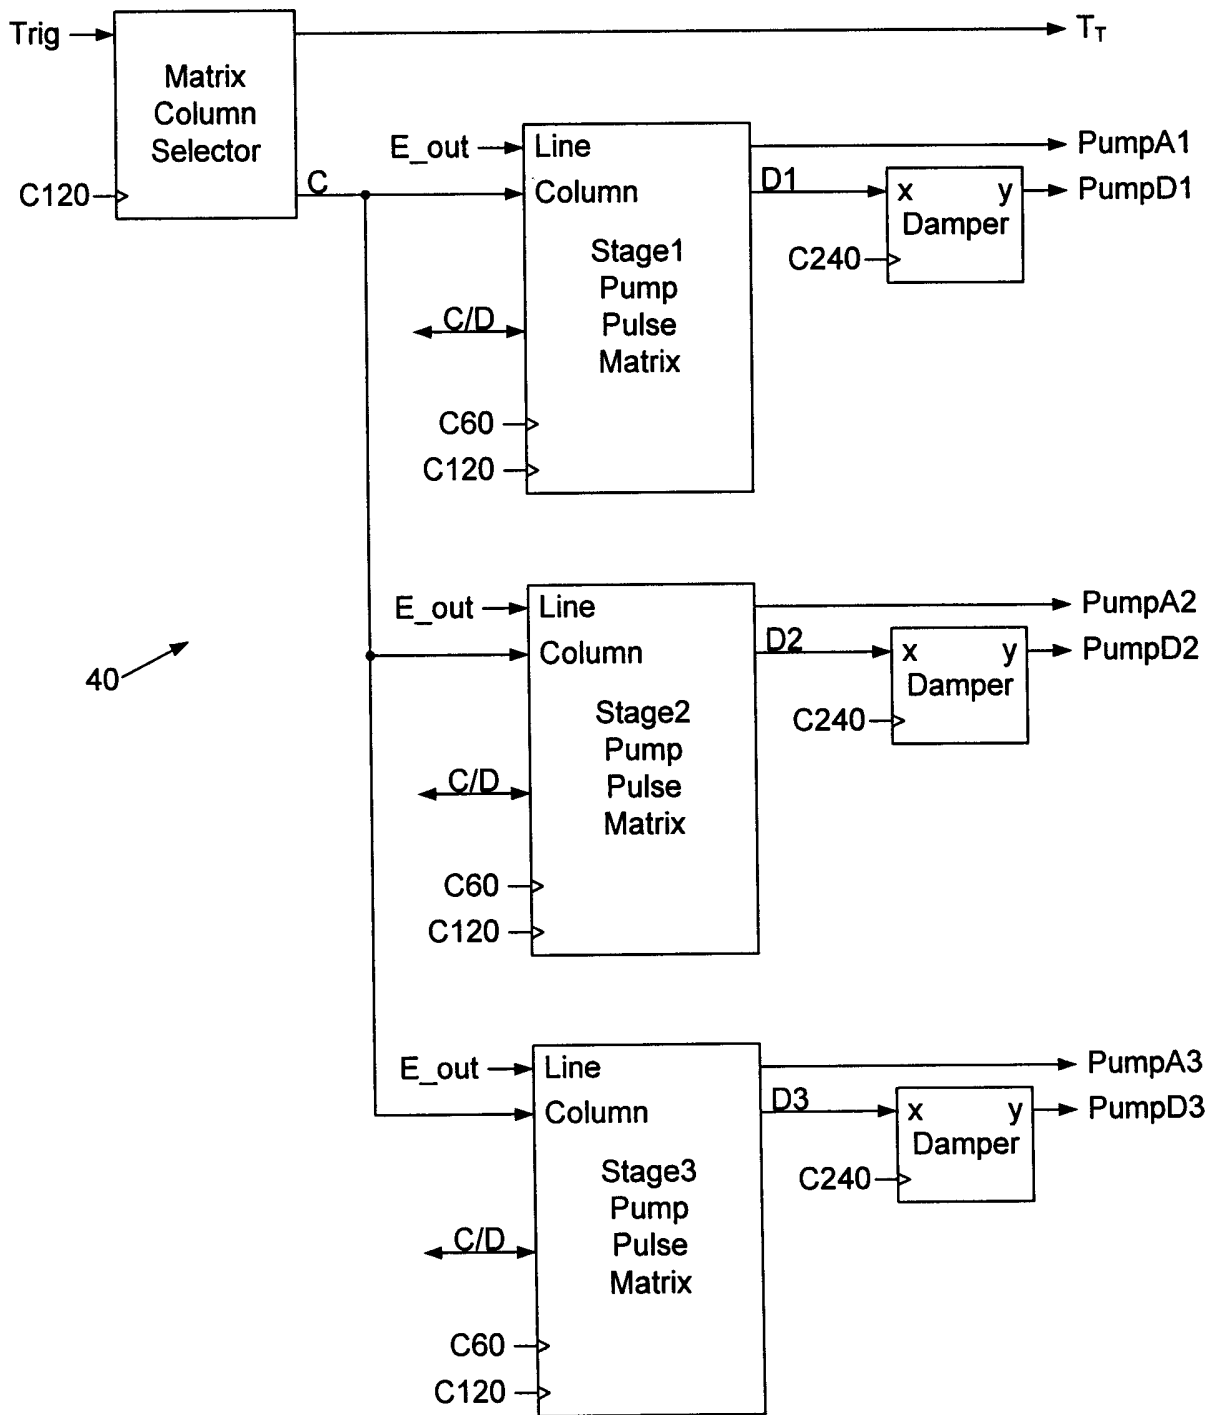 Trig
Matrix
Column
Selector
C120
C
T_T
E_out
Line
Column
Stage1
Pump
Pulse
Matrix
C/D
C60
C120
D1
x y
Damper
C240
PumpA1
PumpD1
40
E_out
Line
Column
Stage2
Pump
Pulse
Matrix
C/D
C60
C120
D2
x y
Damper
C240
PumpA2
PumpD2
E_out
Line
Column
Stage3
Pump
Pulse
Matrix
C/D
C60
C120
D3
x y
Damper
C240
PumpA3
PumpD3